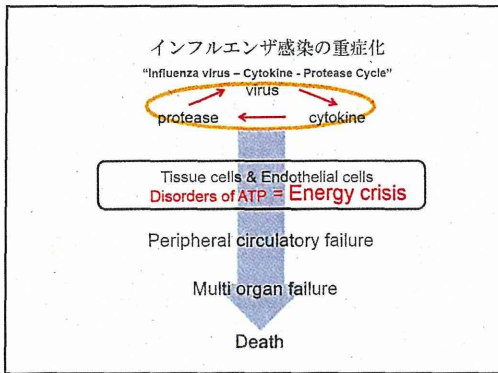 インフルエンザ感染の重症化
“Influenza virus – Cytokine - Protease Cycle”
virus
protease cytokine
Tissue cells & Endothelial cells
Disorders of ATP = Energy crisis
Peripheral circulatory failure
Multi organ failure
Death